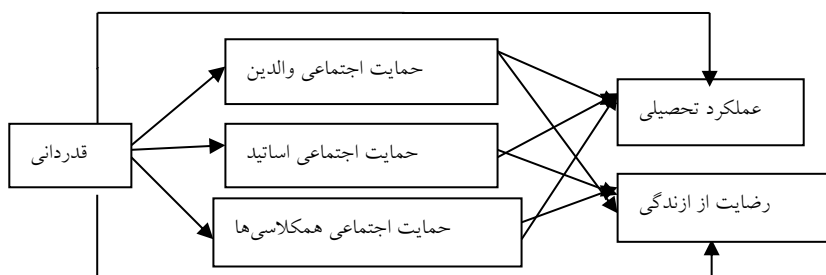 حمایت اجتماعی والدین
عملکرد تحصیلی
قدردانی
حمایت اجتماعی اساتید
رضایت از ازندگی
حمایت اجتماعی همکلاسی‌ها